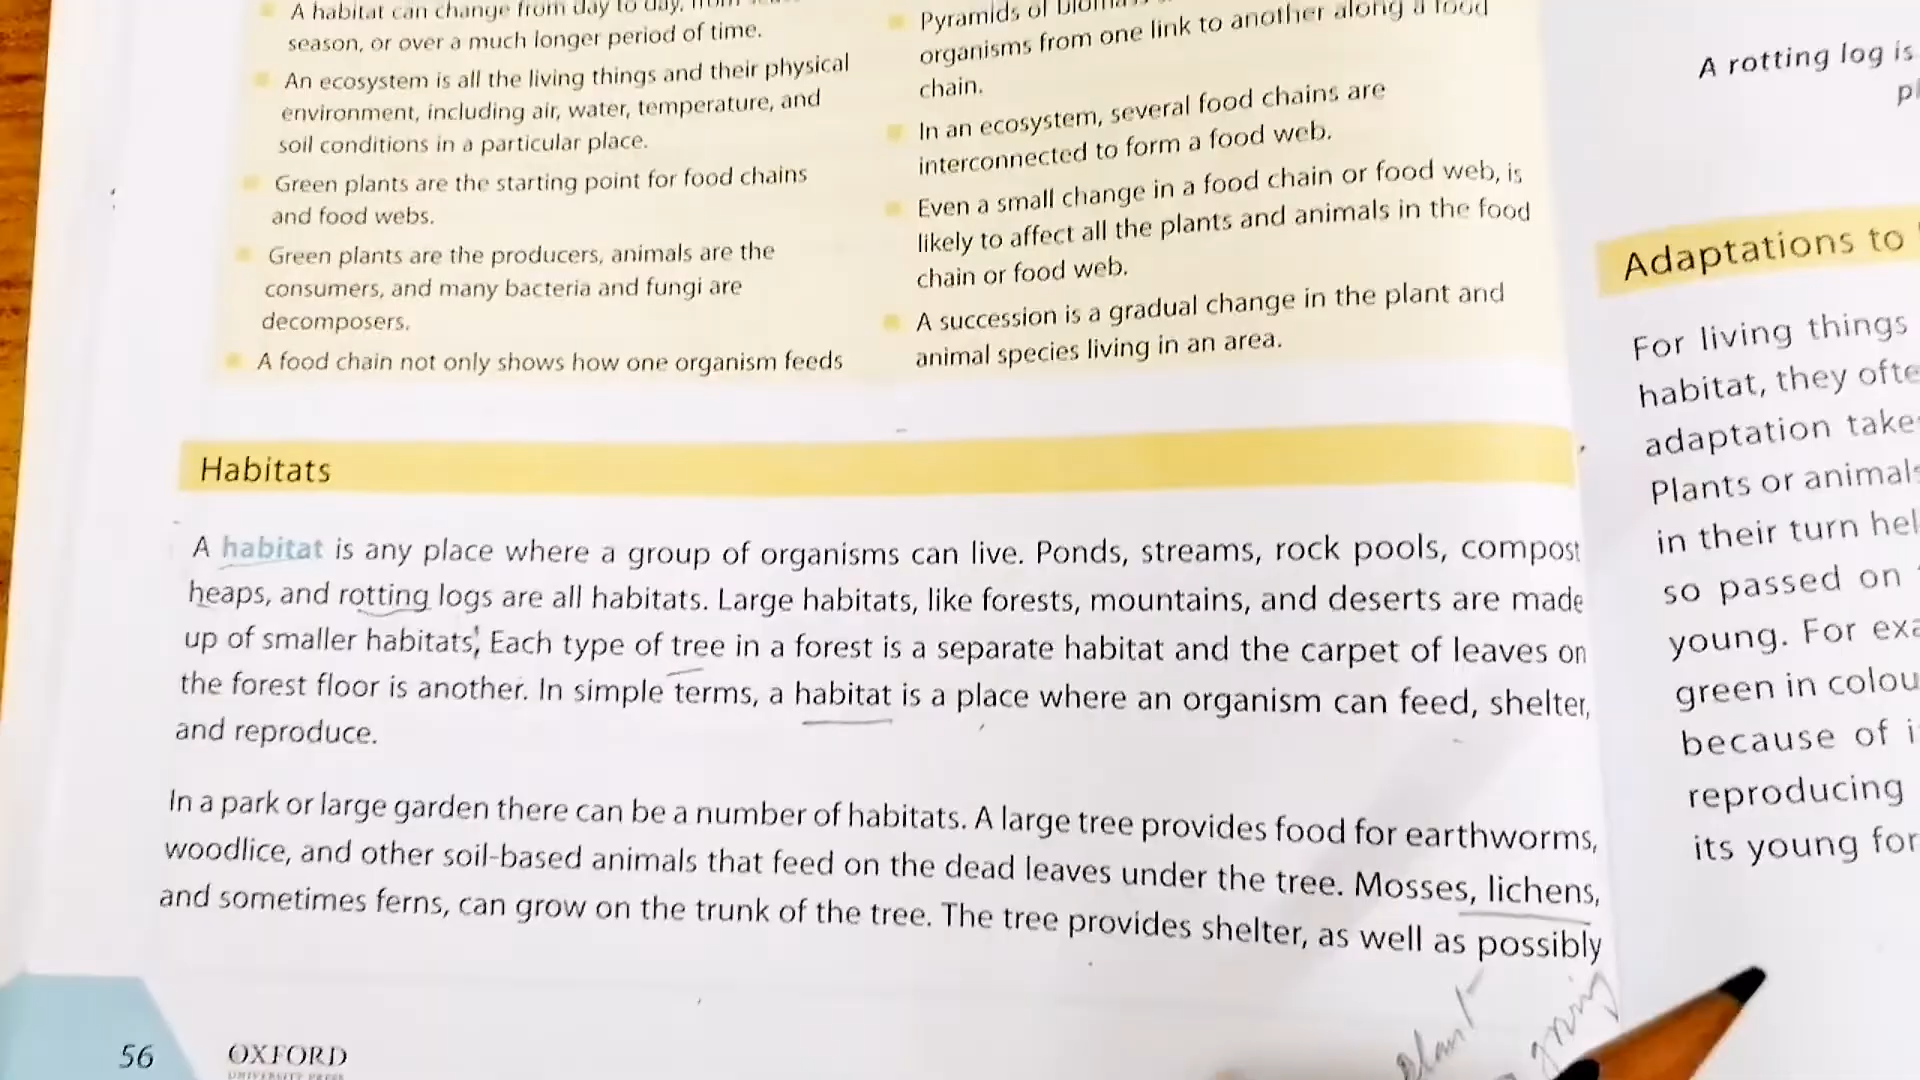 A habitat can change from day to day, from
season, or over a much longer period of time.
An ecosystem is all the living things and their physical
environment, including air, water, temperature, and
soil conditions in a particular place.
Green plants are the starting point for food chains
and food webs.
Green plants are the producers, animals are the
consumers, and many bacteria and fungi are
decomposers.
A food chain not only shows how one organism feeds
Pyramids of
organisms from one link to another along a food
chain.
In an ecosystem, several food chains are
interconnected to form a food web.
Even a small change in a food chain or food web, is
likely to affect all the plants and animals in the food
chain or food web.
A succession is a gradual change in the plant and
animal species living in an area.
Habitats
A habitat is any place where a group of organisms can live. Ponds, streams, rock pools, compost
heaps, and rotting logs are all habitats. Large habitats, like forests, mountains, and deserts are made
up of smaller habitats. Each type of tree in a forest is a separate habitat and the carpet of leaves on
the forest floor is another. In simple terms, a habitat is a place where an organism can feed, shelter,
and reproduce.
In a park or large garden there can be a number of habitats. A large tree provides food for earthworms,
woodlice, and other soil-based animals that feed on the dead leaves under the tree. Mosses, lichens,
and sometimes ferns, can grow on the trunk of the tree. The tree provides shelter, as well as possibly
56
OXFORD
UNIVERSITY PRESS
A rotting log is
pl
Adaptations to
For living things
habitat, they ofte
adaptation take
Plants or animals
in their turn hel
so passed on
young. For exa
green in colou
because of i
reproducing
its young for